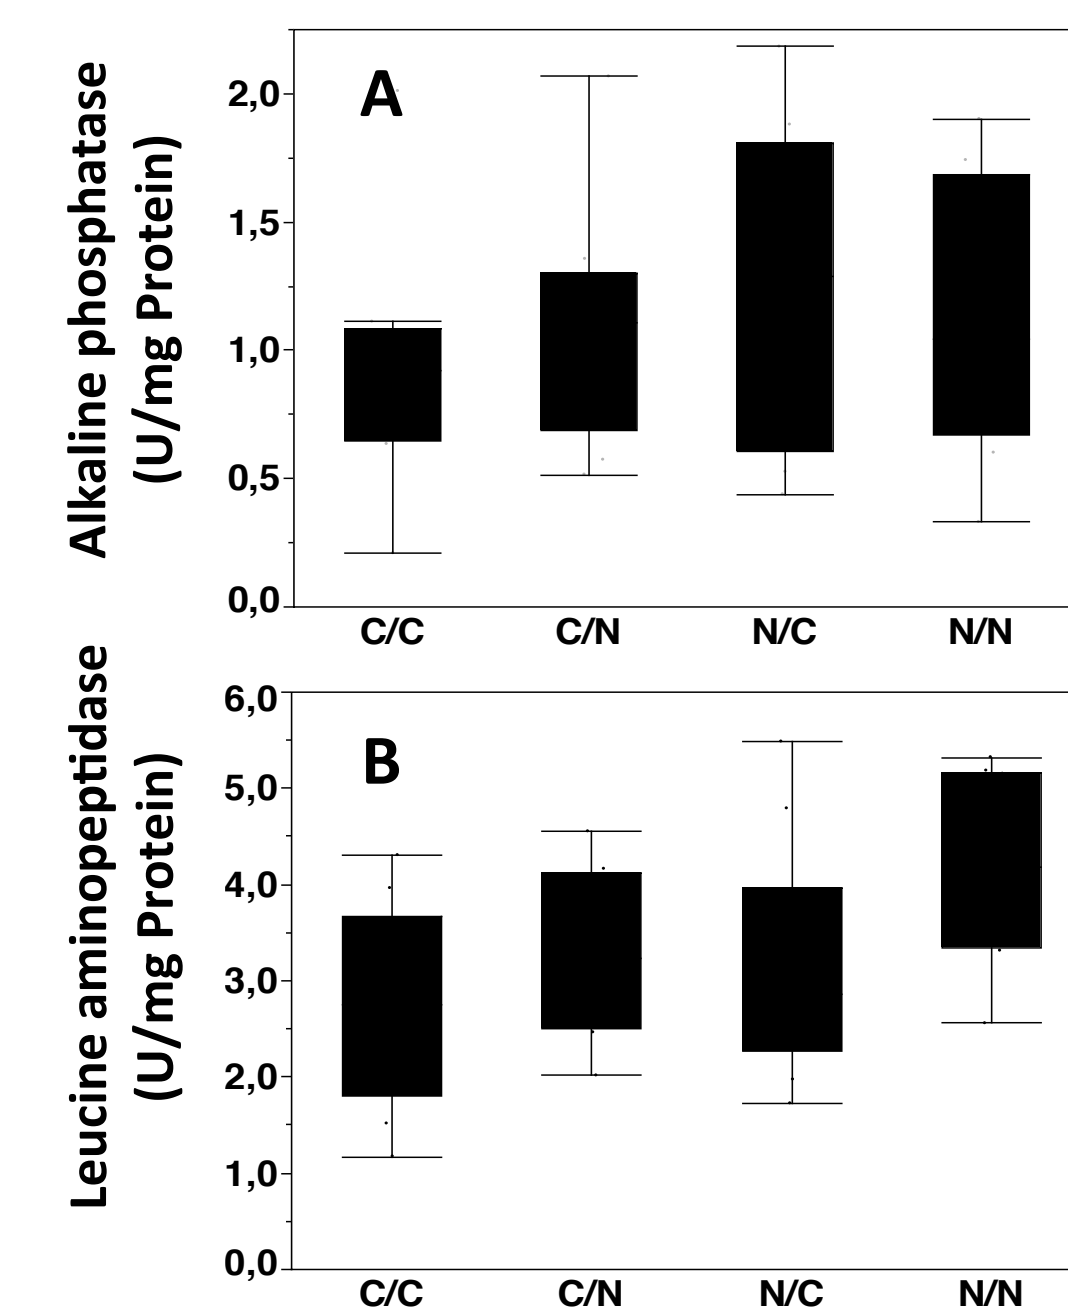 A
Alkaline phosphatase
(U/mg Protein)
2,0
1,5
1,0
0,5
0,0
C/C C/N N/C N/N
B
Leucine aminopeptidase
(U/mg Protein)
6,0
5,0
4,0
3,0
2,0
1,0
0,0
C/C C/N N/C N/N